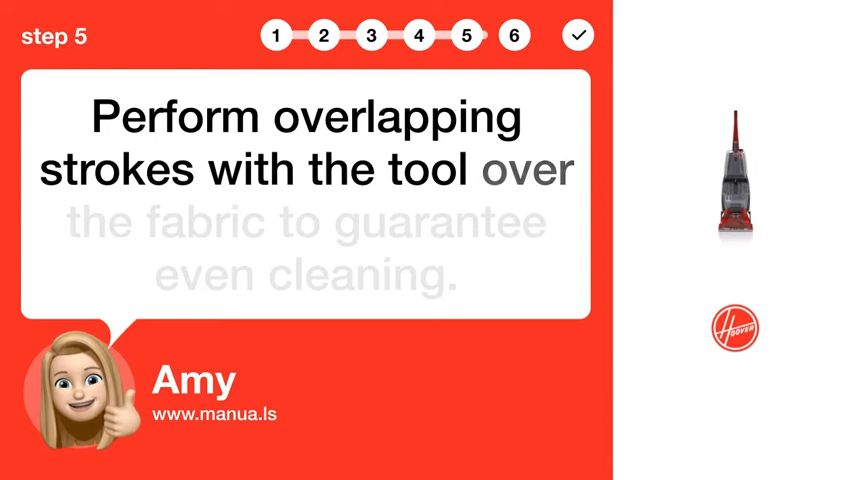 step 5
1 2 3 4 5 6
Perform overlapping
strokes with the tool over
the fabric to guarantee
even cleaning.
Amy
www.manua.ls
HOOVER